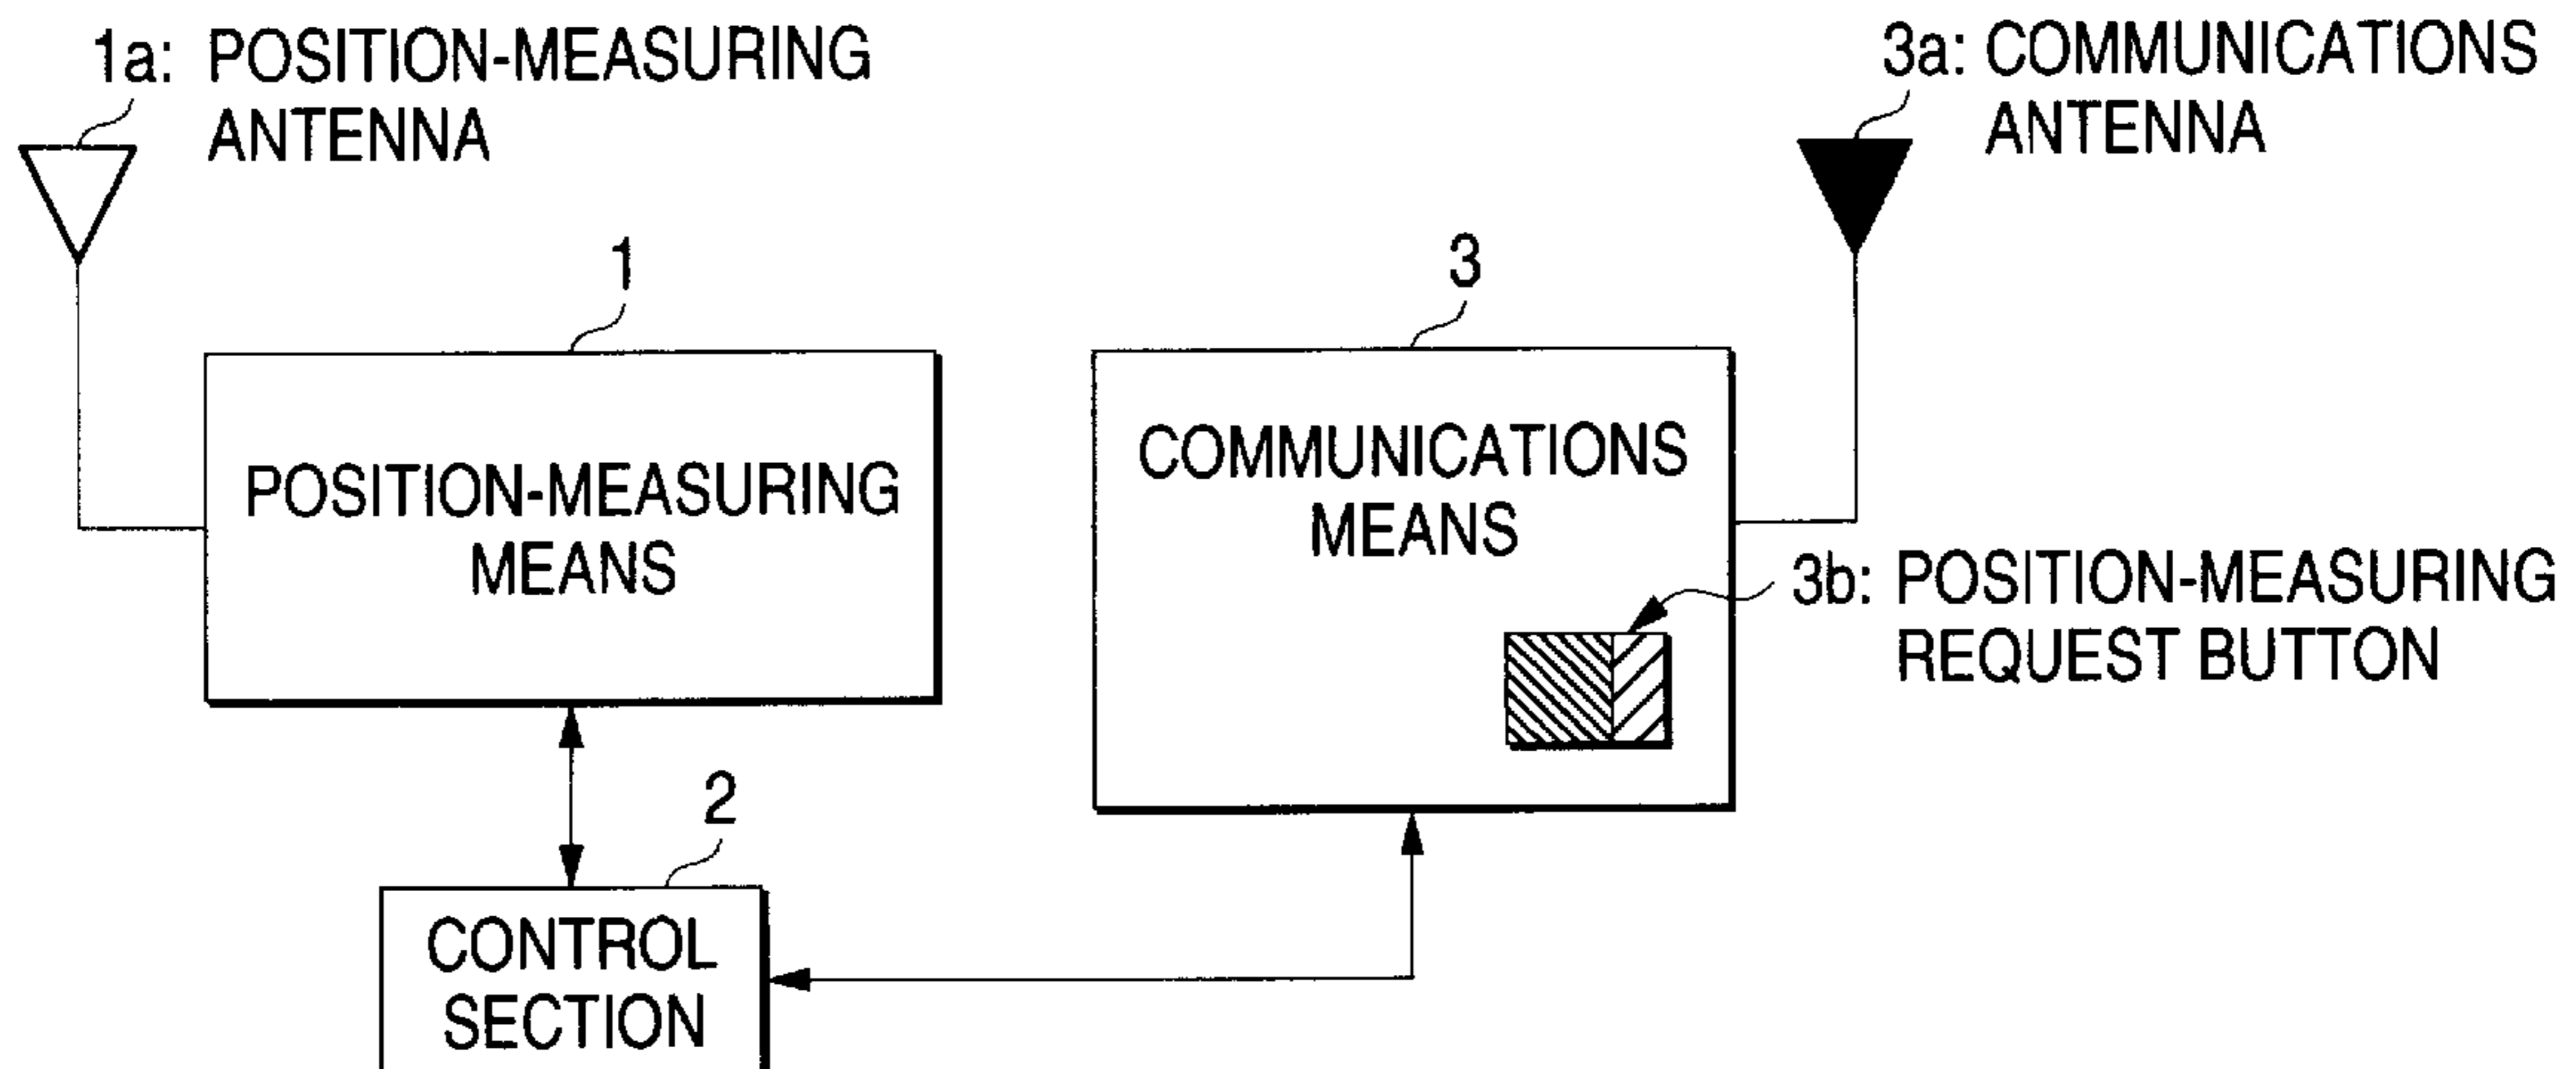 1a: POSITION-MEASURING
ANTENNA
3a: COMMUNICATIONS
ANTENNA
1
3
POSITION-MEASURING
MEANS
COMMUNICATIONS
MEANS
3b: POSITION-MEASURING
REQUEST BUTTON
2
CONTROL
SECTION